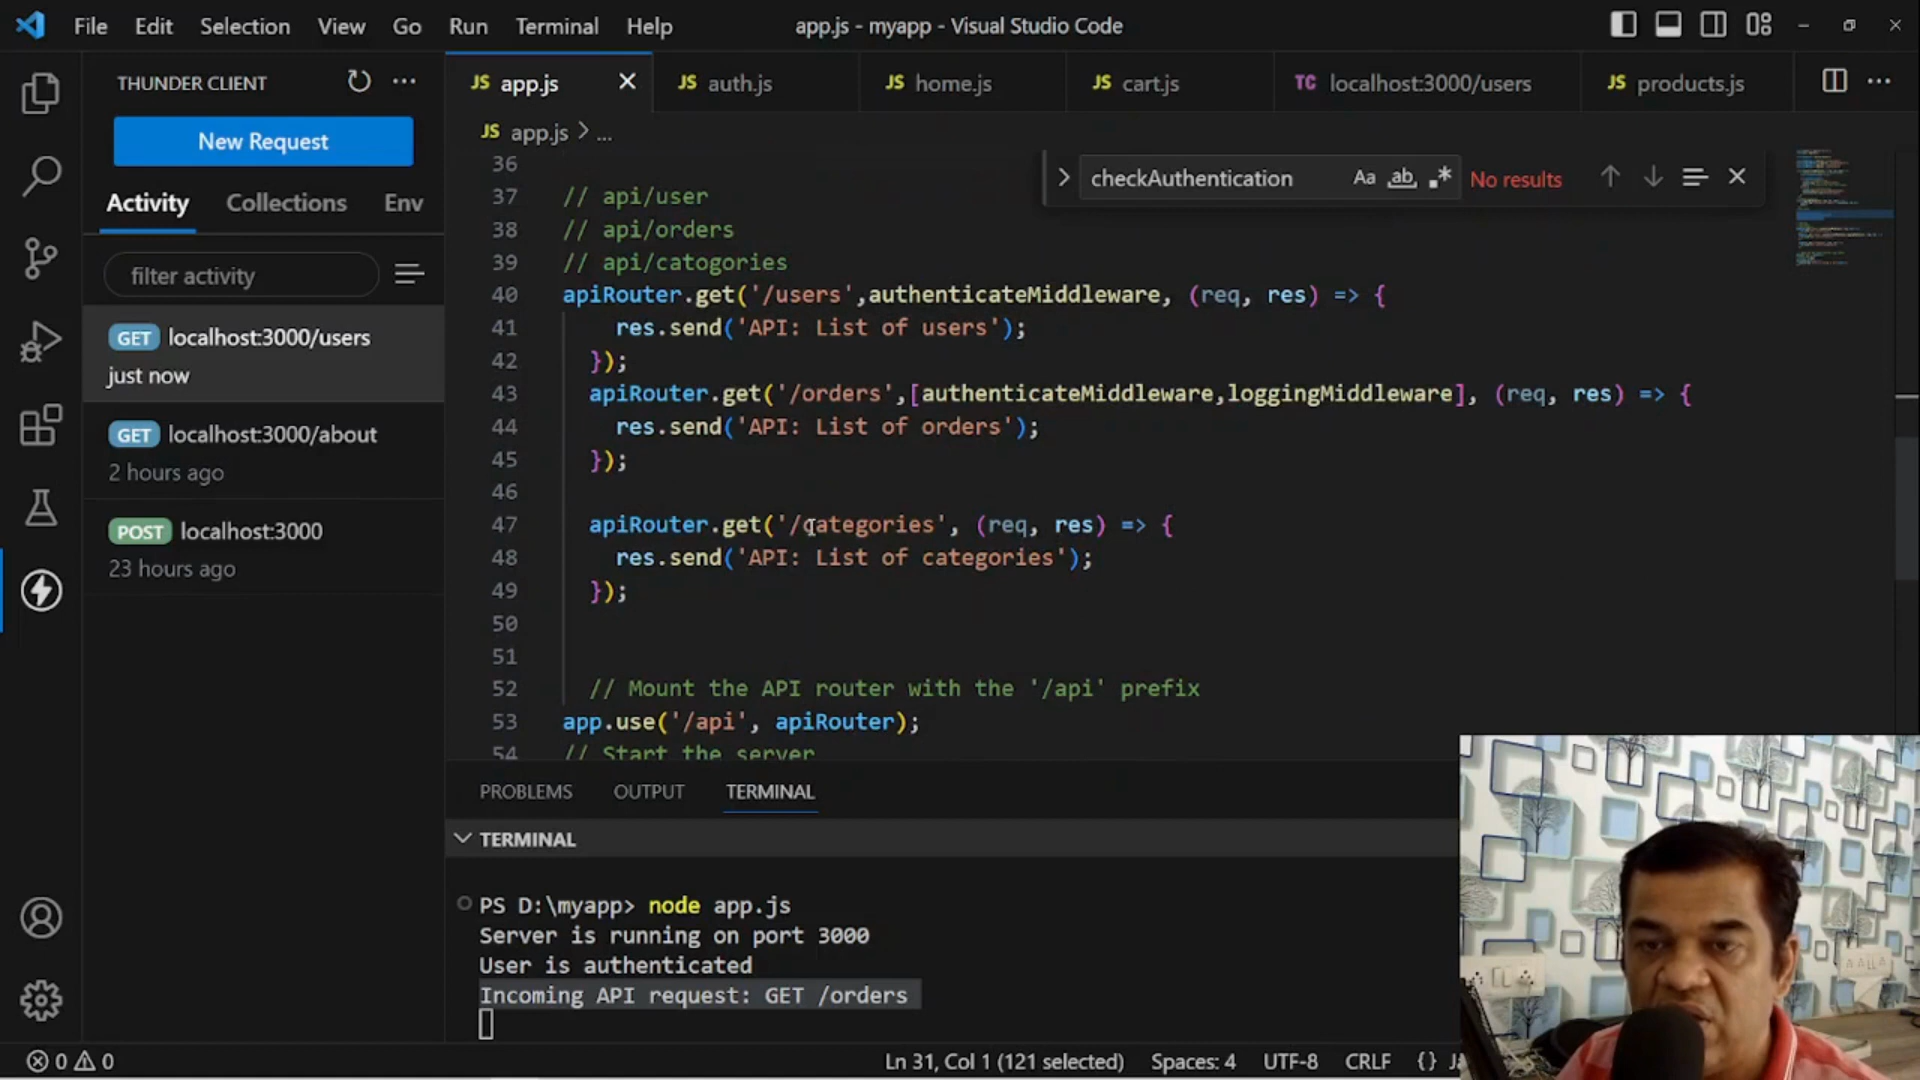 File Edit Selection View Go Run Terminal Help app.js - myapp - Visual Studio Code
THUNDER CLIENT
New Request
Activity Collections Env
filter activity
GET localhost:3000/users
just now
GET localhost:3000/about
2 hours ago
POST localhost:3000
23 hours ago
JS app.js JS auth.js JS home.js JS cart.js TC localhost:3000/users JS products.js
JS app.js > ...
checkAuthentication Aa ab .* No results
36
37 // api/user
38 // api/orders
39 // api/catogories
40 apiRouter.get('/users',authenticateMiddleware, (req, res) => {
41 res.send('API: List of users');
42 });
43 apiRouter.get('/orders',[authenticateMiddleware,loggingMiddleware], (req, res) => {
44 res.send('API: List of orders');
45 });
46
47 apiRouter.get('/categories', (req, res) => {
48 res.send('API: List of categories');
49 });
50
51
52 // Mount the API router with the '/api' prefix
53 app.use('/api', apiRouter);
54 // Start the server
PROBLEMS OUTPUT TERMINAL
TERMINAL
PS D:\myapp> node app.js
Server is running on port 3000
User is authenticated
Incoming API request: GET /orders
0 0 Ln 31, Col 1 (121 selected) Spaces: 4 UTF-8 CRLF {}